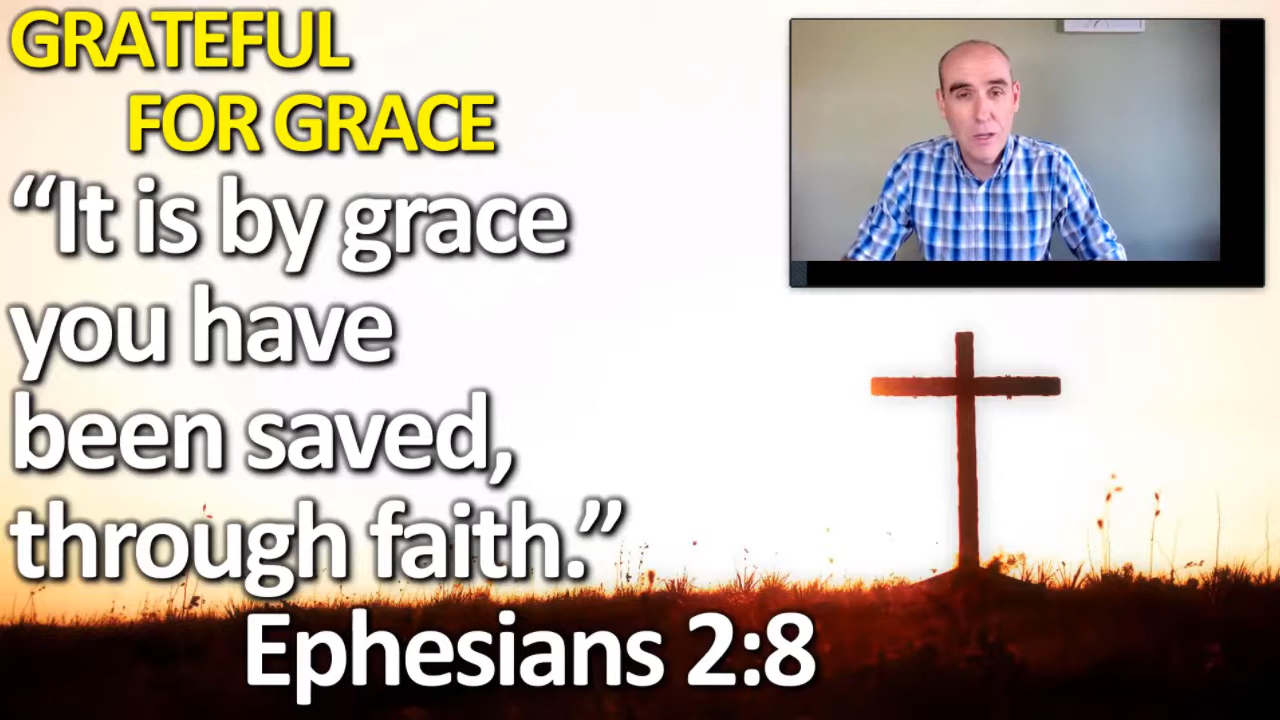 GRATEFUL
FOR GRACE
“It is by grace
you have
been saved,
through faith.”
Ephesians 2:8